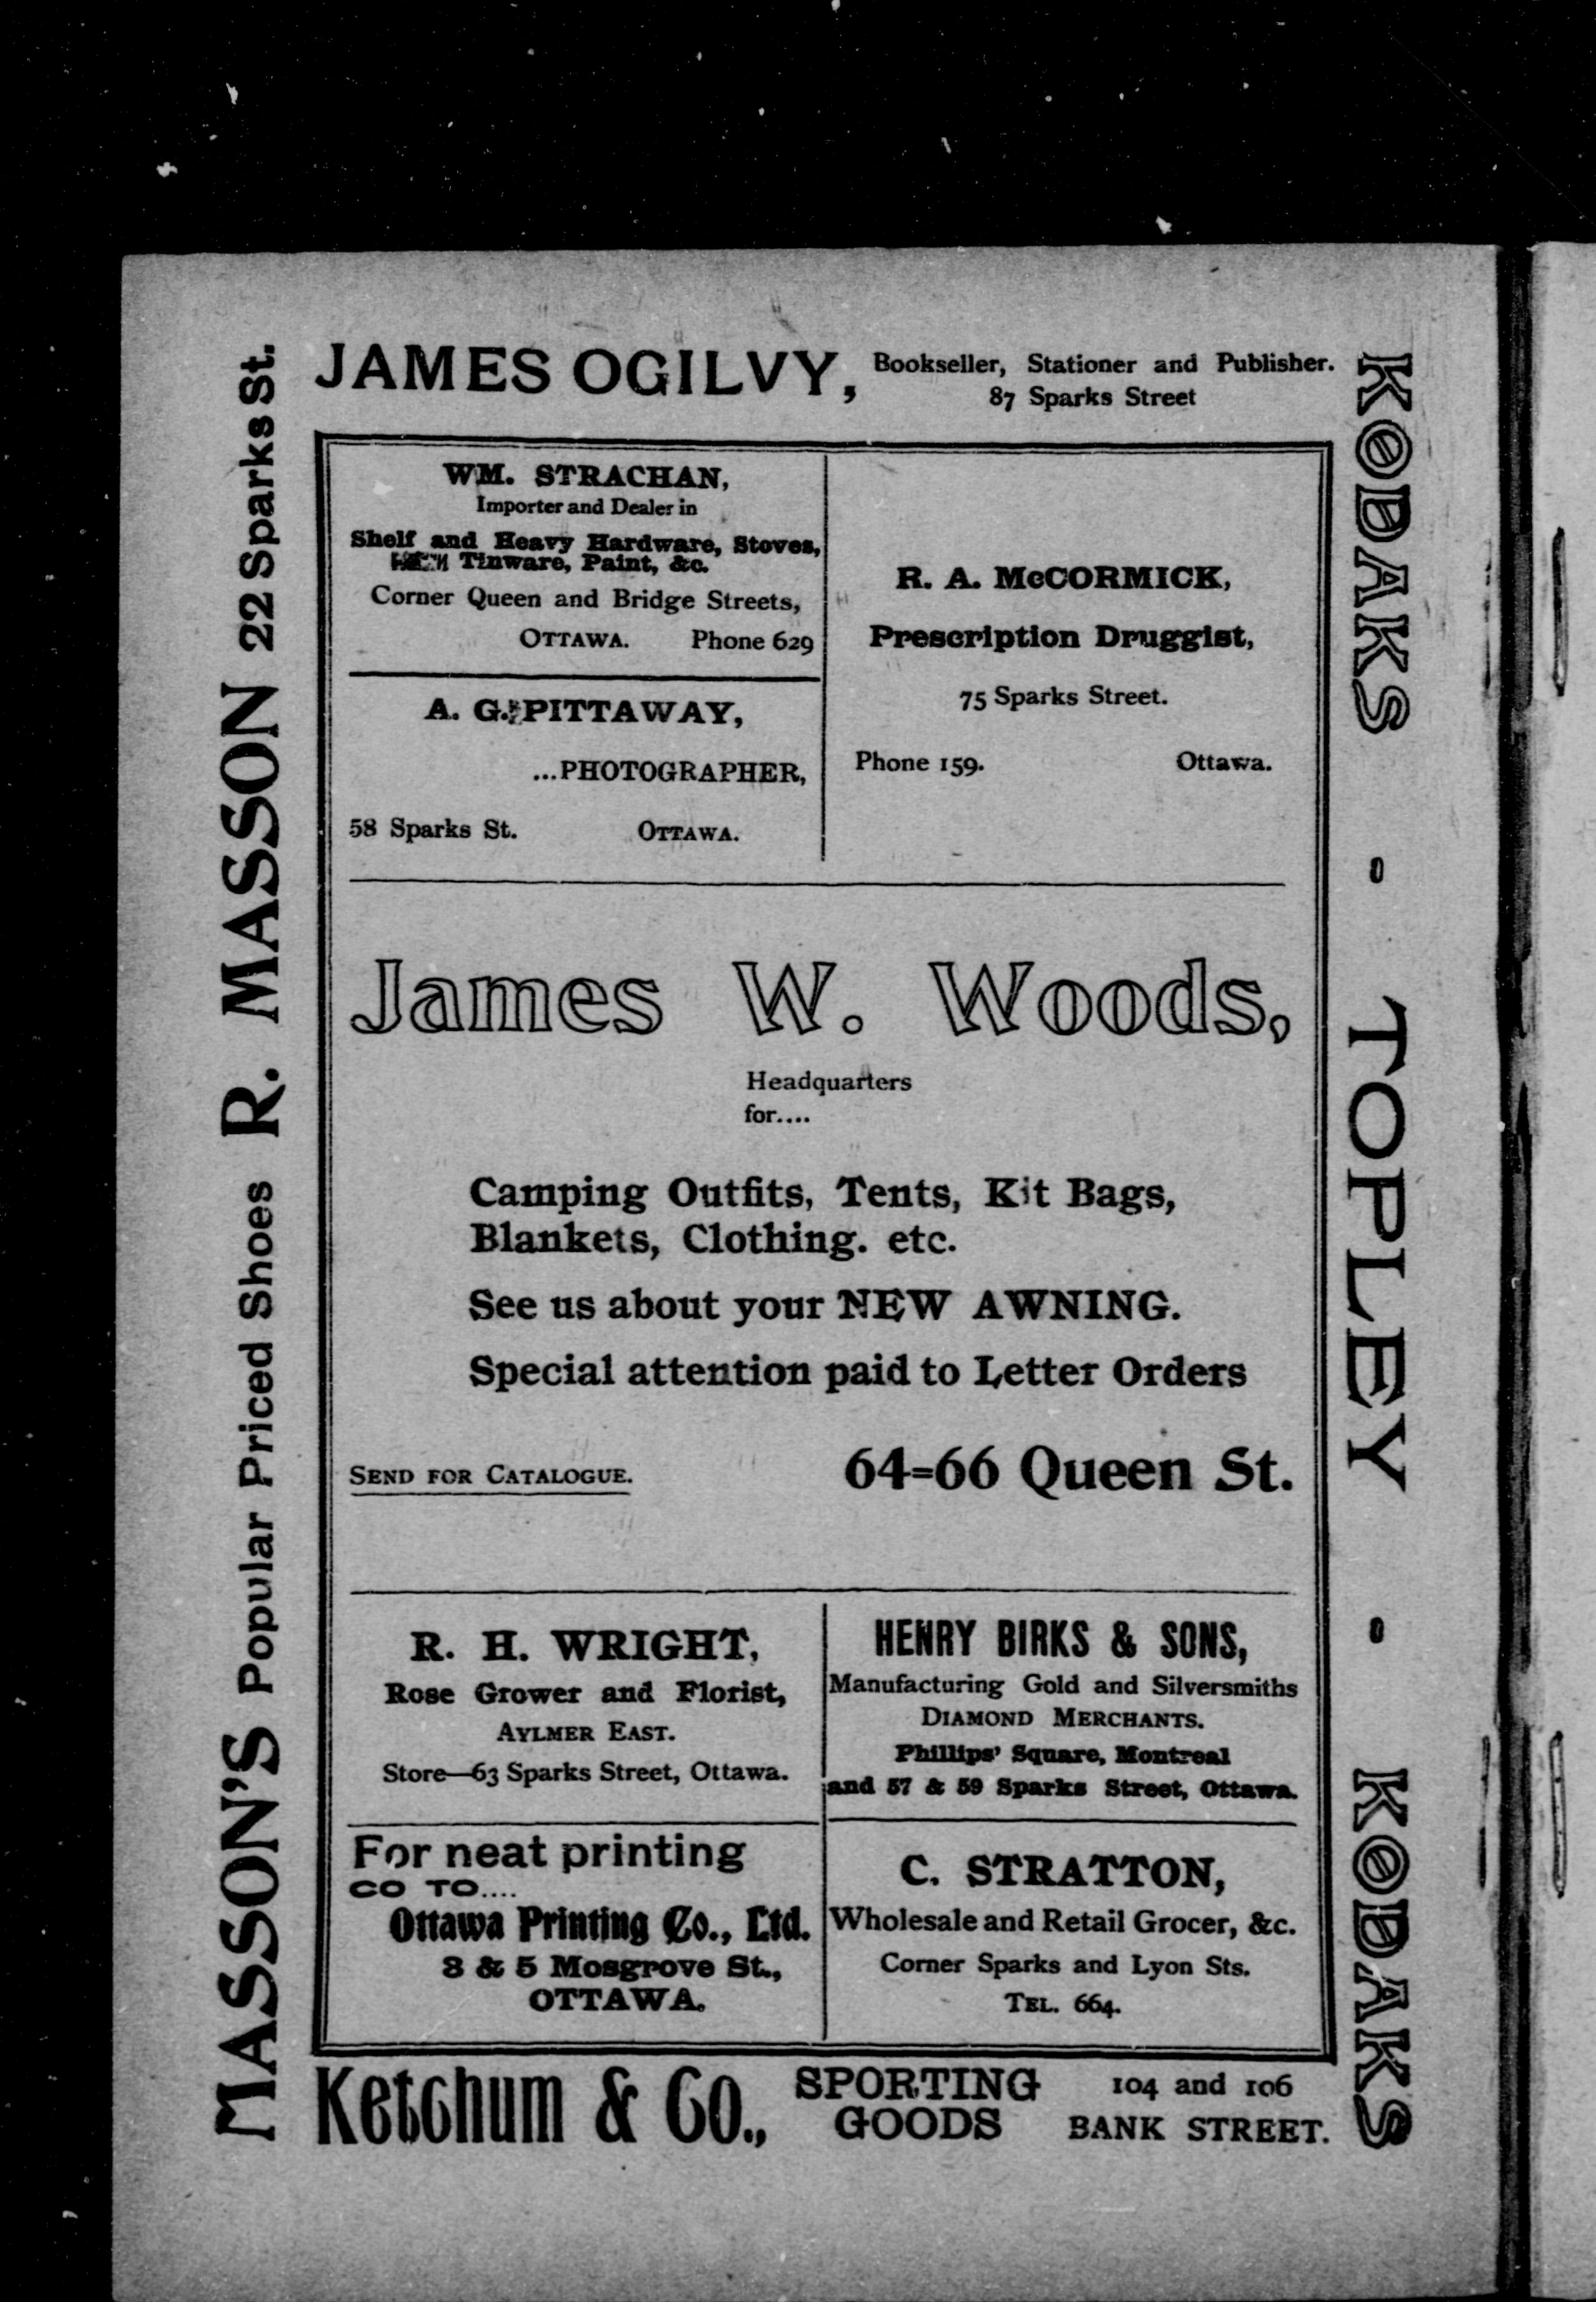 JAMES OGILVY, Bookseller, Stationer and Publisher.
87 Sparks Street
MASSON'S Popular Priced Shoes R. MASSON 22 Sparks St.
WM. STRACHAN,
Importer and Dealer in
Shelf and Heavy Hardware, Stoves,
Tinware, Paint, &c.
Corner Queen and Bridge Streets,
OTTAWA. Phone 629
A. G. PITTAWAY,
...PHOTOGRAPHER,
58 Sparks St. OTTAWA.
R. A. McCORMICK,
Prescription Druggist,
75 Sparks Street.
Phone 159. Ottawa.
James W. Woods,
Headquarters
for....
Camping Outfits, Tents, Kit Bags,
Blankets, Clothing. etc.
See us about your NEW AWNING.
Special attention paid to Letter Orders
SEND FOR CATALOGUE. 64=66 Queen St.
R. H. WRIGHT,
Rose Grower and Florist,
AYLMER EAST.
Store—63 Sparks Street, Ottawa.
HENRY BIRKS & SONS,
Manufacturing Gold and Silversmiths
DIAMOND MERCHANTS.
Phillips' Square, Montreal
and 57 & 59 Sparks Street, Ottawa.
For neat printing
GO TO....
Ottawa Printing Co., Ltd.
3 & 5 Mosgrove St.,
OTTAWA.
C. STRATTON,
Wholesale and Retail Grocer, &c.
Corner Sparks and Lyon Sts.
TEL. 664.
KODAKS - TOPLEY - KODAKS
Ketchum & Co., SPORTING GOODS 104 and 106 BANK STREET.